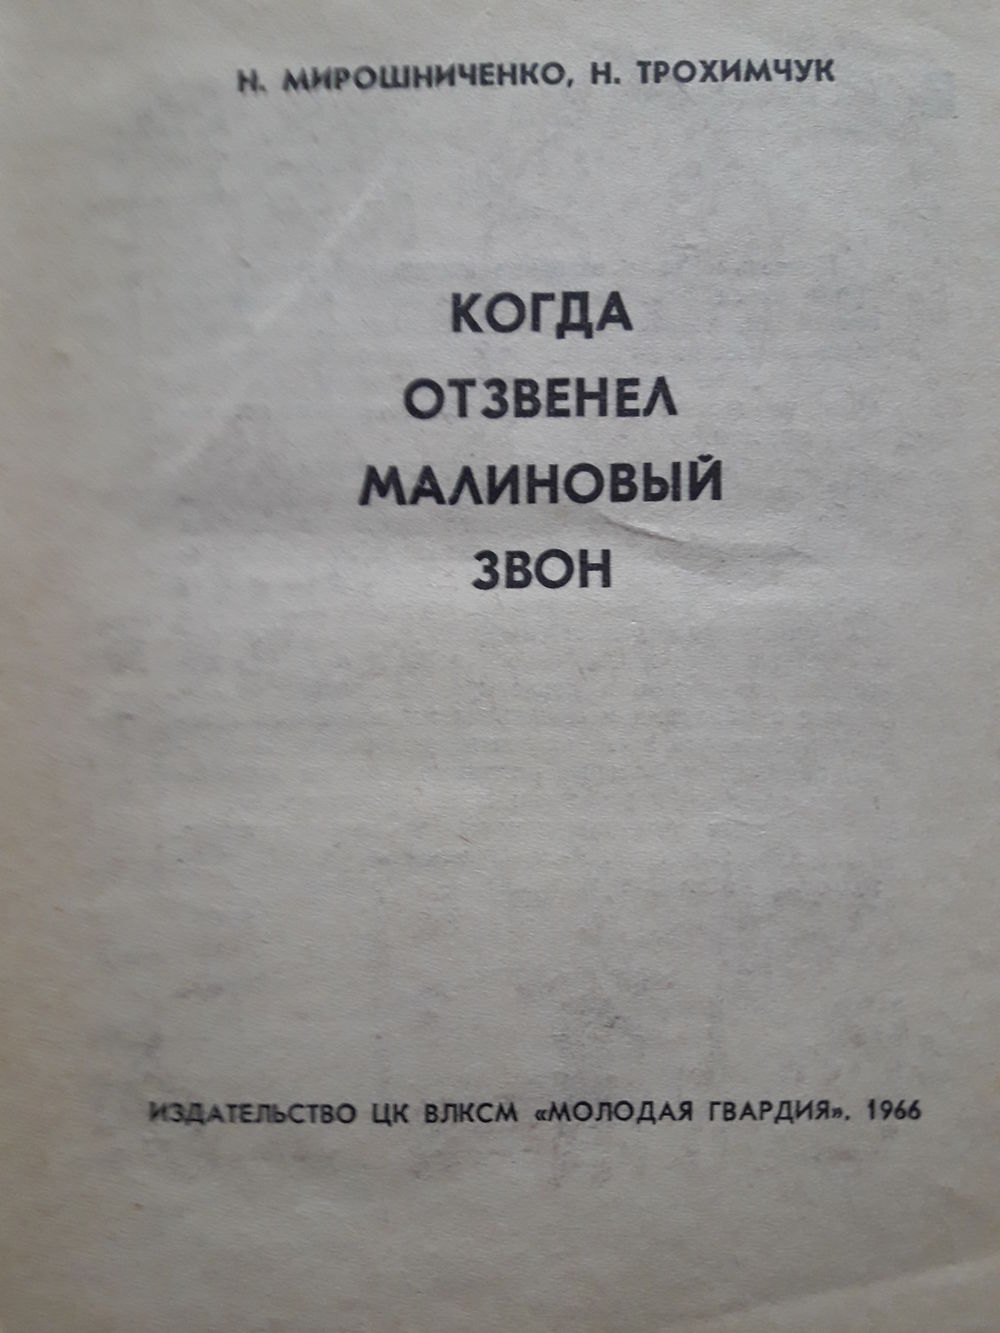 Н. МИРОШНИЧЕНКО, Н. ТРОХИМЧУК
КОГДА
ОТЗВЕНЕЛ
МАЛИНОВЫЙ
ЗВОН
ИЗДАТЕЛЬСТВО ЦК ВЛКСМ «МОЛОДАЯ ГВАРДИЯ». 1966